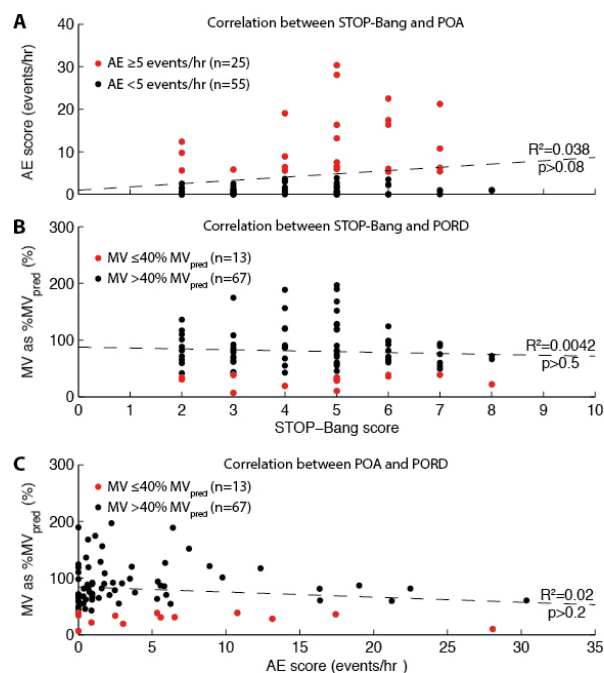 A
Correlation between STOP-Bang and POA
40
30
20
10
0
AE score (events/hr)
AE ≥5 events/hr (n=25)
AE <5 events/hr (n=55)
R²=0.038
p>0.08
B
Correlation between STOP-Bang and PORD
300
200
100
0
MV as %MVpred (%)
MV ≤40% MVpred (n=13)
MV >40% MVpred (n=67)
R²=0.0042
p>0.5
0 1 2 3 4 5 6 7 8 9 10
STOP−Bang score
C
Correlation between POA and PORD
300
200
100
0
MV as %MVpred (%)
MV ≤40% MVpred (n=13)
MV >40% MVpred (n=67)
R²=0.02
p>0.2
0 5 10 15 20 25 30 35
AE score (events/hr )